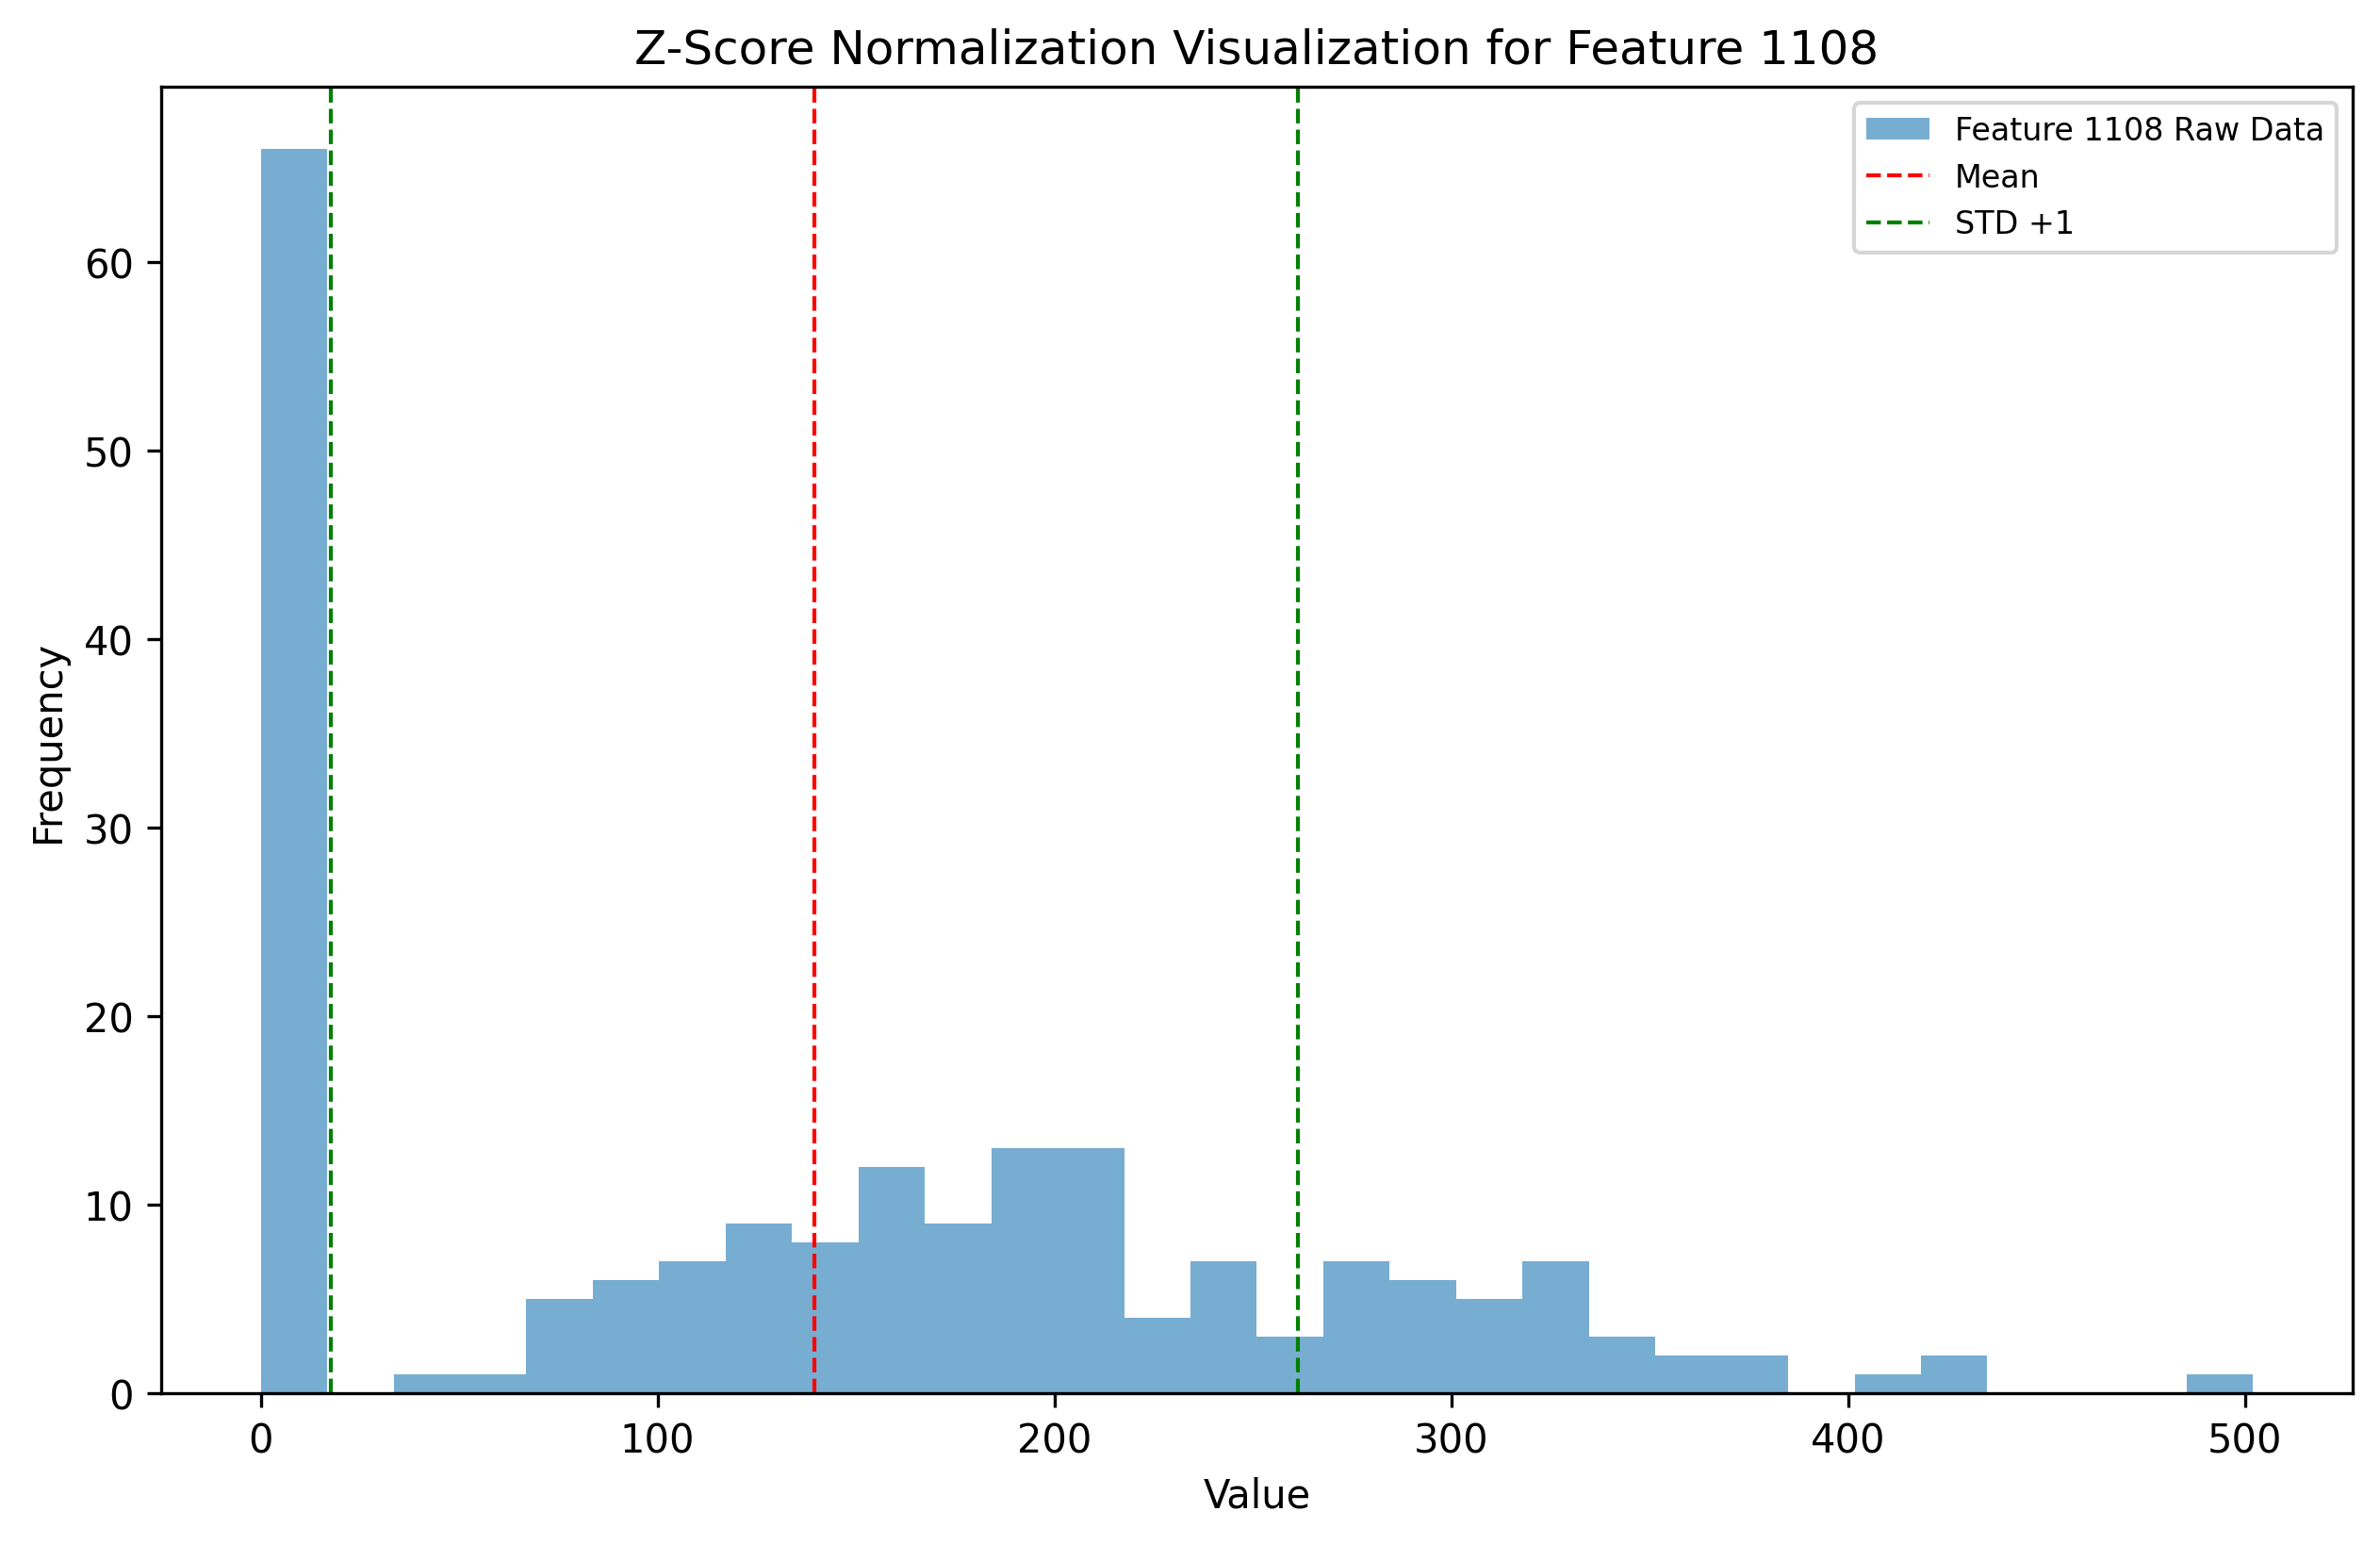 Z-Score Normalization Visualization for Feature 1108
Feature 1108 Raw Data
Mean
STD +1
Frequency
60
50
40
30
20
10
0
0 100 200 300 400 500
Value